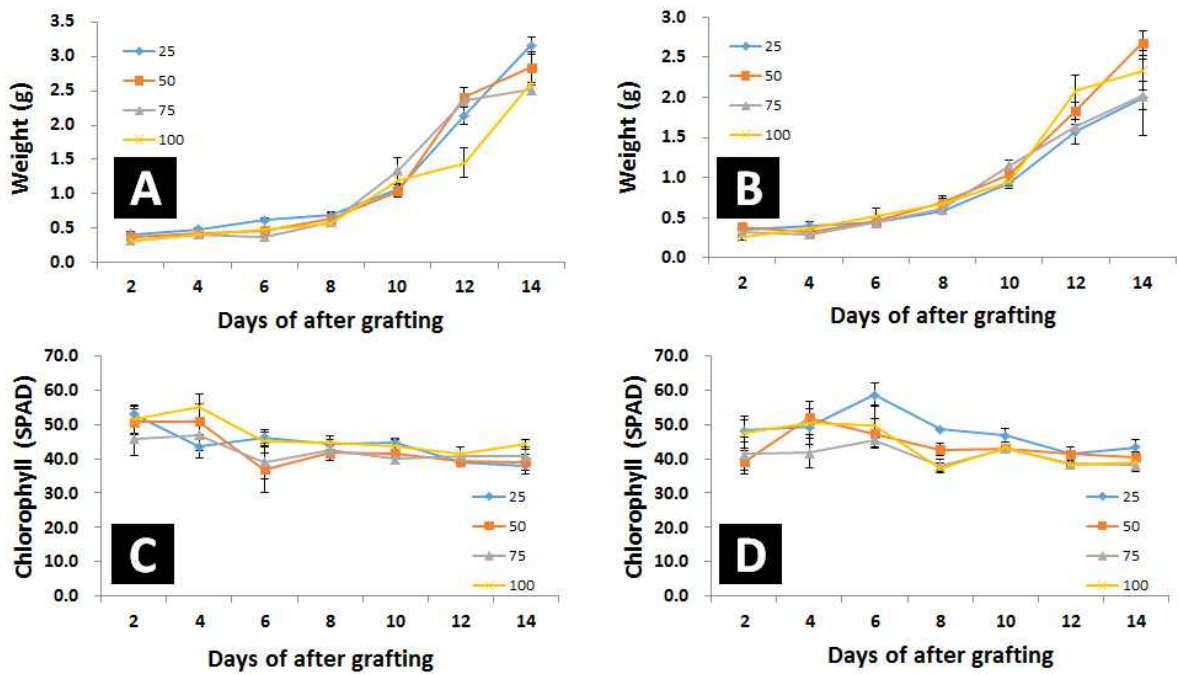 Weight (g)
3.5
3.0
2.5
2.0
1.5
1.0
0.5
0.0
25
50
75
100
A
2 4 6 8 10 12 14
Days of after grafting
Weight (g)
3.0
2.5
2.0
1.5
1.0
0.5
0.0
25
50
75
100
B
2 4 6 8 10 12 14
Days of after grafting
Chlorophyll (SPAD)
70.0
60.0
50.0
40.0
30.0
20.0
10.0
0.0
25
50
75
100
C
2 4 6 8 10 12 14
Days of after grafting
Chlorophyll (SPAD)
70.0
60.0
50.0
40.0
30.0
20.0
10.0
0.0
25
50
75
100
D
2 4 6 8 10 12 14
Days of after grafting